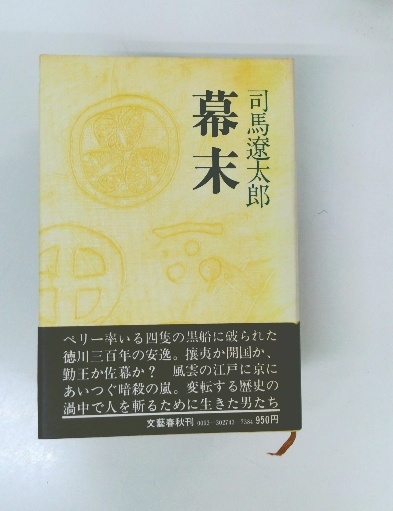 司馬遼太郎
幕末
ペリー率いる四隻の黒船に破られた
徳川三百年の安逸。攘夷か開国か、
勤王か佐幕か?　風雲の江戸に京に
あいつぐ暗殺の嵐。変転する歴史の
渦中で人を斬るために生きた男たち
文藝春秋刊 0093-302740-7384 950円